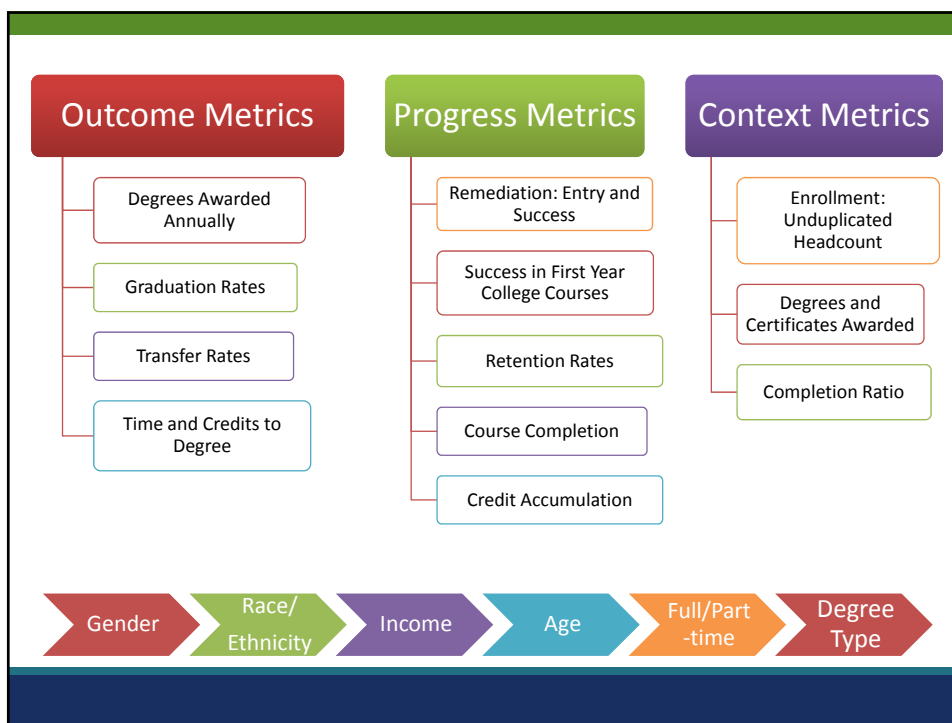 Outcome Metrics
Degrees Awarded
Annually
Graduation Rates
Transfer Rates
Time and Credits to
Degree
Progress Metrics
Remediation: Entry and
Success
Success in First Year
College Courses
Retention Rates
Course Completion
Credit Accumulation
Context Metrics
Enrollment:
Unduplicated
Headcount
Degrees and
Certificates Awarded
Completion Ratio
Gender
Race/
Ethnicity
Income
Age
Full/Part
-time
Degree
Type